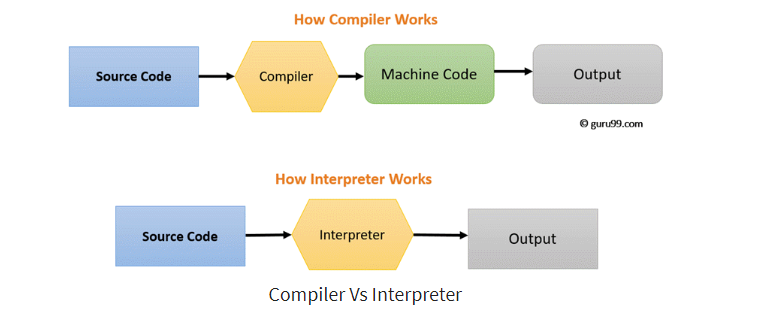 How Compiler Works
Source Code
Compiler
Machine Code
Output
© guru99.com
How Interpreter Works
Source Code
Interpreter
Output
Compiler Vs Interpreter